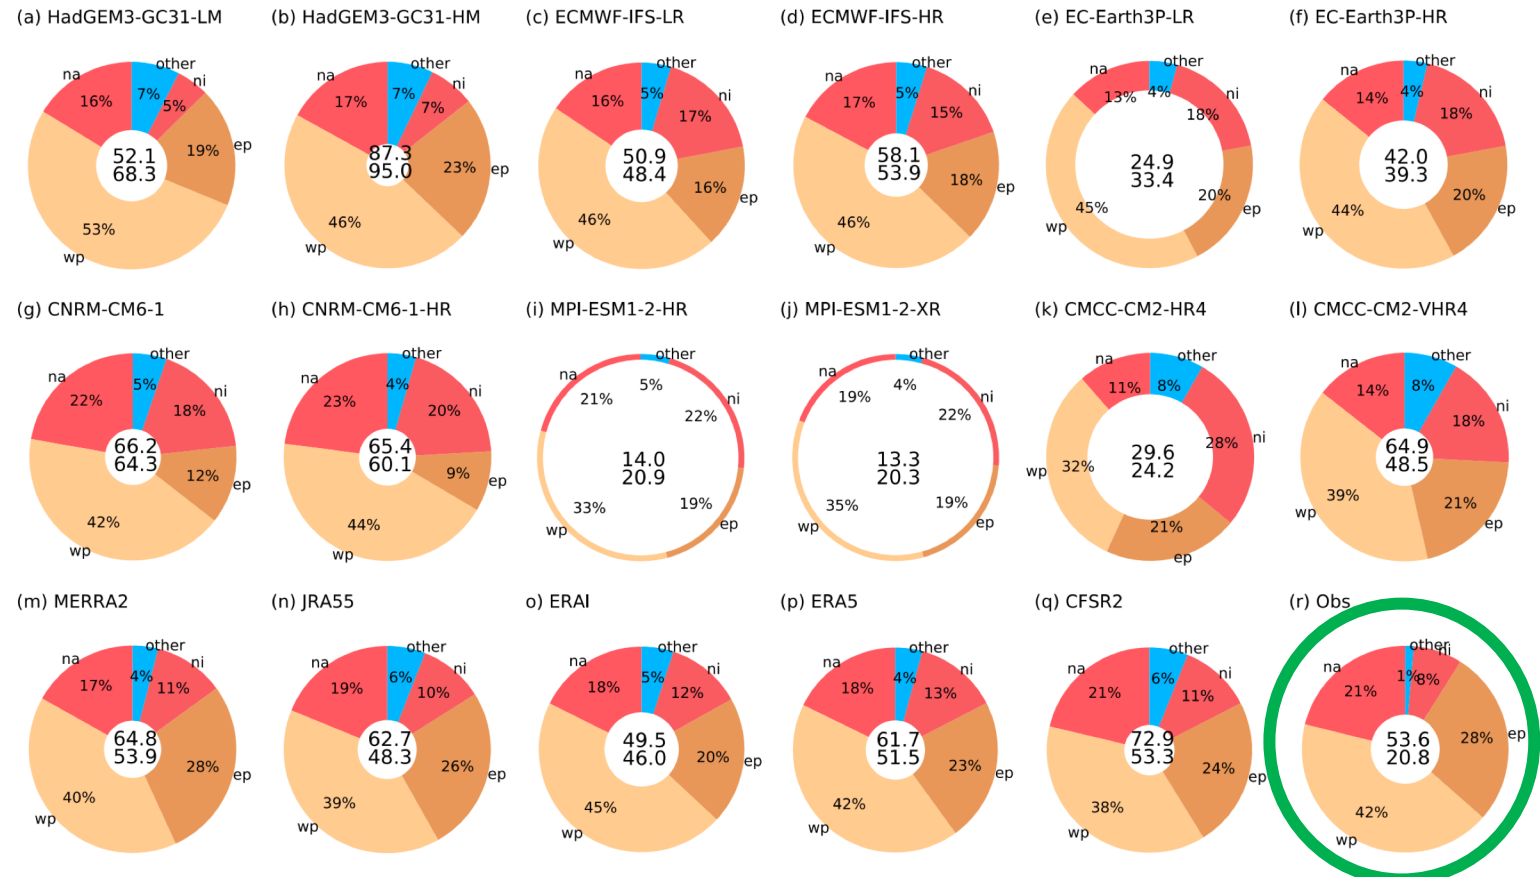 (a) HadGEM3-GC31-LM
other
na
ni
7%
16%
5%
19%
ep
52.1
68.3
53%
wp
(b) HadGEM3-GC31-HM
other
na
ni
7%
17%
7%
87.3
95.0
23%
ep
46%
wp
(c) ECMWF-IFS-LR
other
na
ni
5%
16%
17%
50.9
48.4
16%
ep
46%
wp
(d) ECMWF-IFS-HR
other
na
ni
5%
17%
15%
58.1
53.9
18%
ep
46%
wp
(e) EC-Earth3P-LR
other
na
ni
4%
13%
18%
24.9
33.4
20%
ep
45%
wp
(f) EC-Earth3P-HR
other
na
ni
4%
14%
18%
42.0
39.3
20%
ep
44%
wp
(g) CNRM-CM6-1
other
na
ni
5%
22%
18%
66.2
64.3
12%
ep
42%
wp
(h) CNRM-CM6-1-HR
other
na
ni
4%
23%
20%
65.4
60.1
9%
ep
44%
wp
(i) MPI-ESM1-2-HR
other
na
ni
5%
21%
22%
14.0
20.9
19%
ep
33%
wp
(j) MPI-ESM1-2-XR
other
na
ni
4%
19%
22%
13.3
20.3
19%
ep
35%
wp
(k) CMCC-CM2-HR4
other
na
8%
11%
28%
ni
29.6
24.2
32%
wp
21%
ep
(l) CMCC-CM2-VHR4
other
na
8%
14%
ni
18%
64.9
48.5
39%
wp
21%
ep
(m) MERRA2
other
na
ni
4%
17%
11%
64.8
53.9
28%
ep
40%
wp
(n) JRA55
other
na
ni
6%
19%
10%
62.7
48.3
26%
ep
39%
wp
o) ERAI
other
na
ni
5%
18%
12%
49.5
46.0
20%
ep
45%
wp
(p) ERA5
other
na
ni
4%
18%
13%
61.7
51.5
23%
ep
42%
wp
(q) CFSR2
other
na
ni
6%
21%
11%
72.9
53.3
24%
ep
38%
wp
(r) Obs
other
ni
na
1%
8%
21%
53.6
20.8
28%
ep
42%
wp